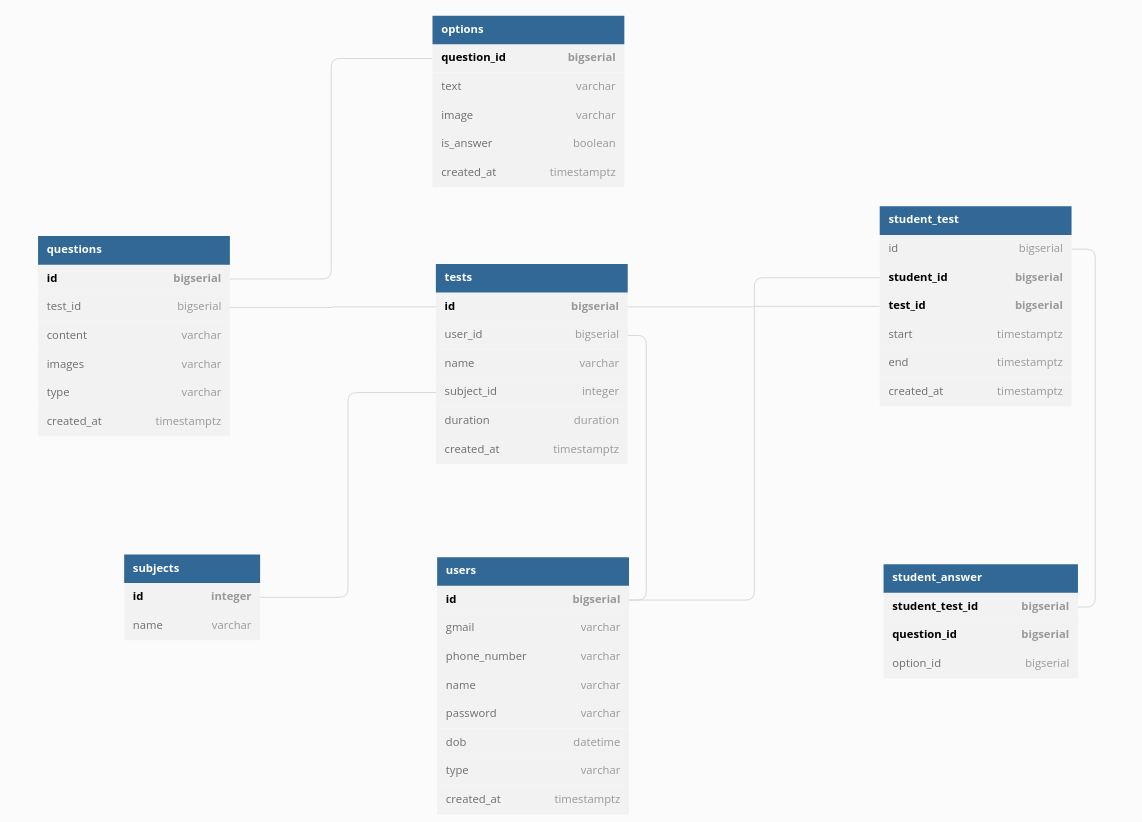 options
question_id bigserial
text varchar
image varchar
is_answer boolean
created_at timestamptz
questions
id bigserial
test_id bigserial
content varchar
images varchar
type varchar
created_at timestamptz
tests
id bigserial
user_id bigserial
name varchar
subject_id integer
duration duration
created_at timestamptz
student_test
id bigserial
student_id bigserial
test_id bigserial
start timestamptz
end timestamptz
created_at timestamptz
subjects
id integer
name varchar
users
id bigserial
gmail varchar
phone_number varchar
name varchar
password varchar
dob datetime
type varchar
created_at timestamptz
student_answer
student_test_id bigserial
question_id bigserial
option_id bigserial